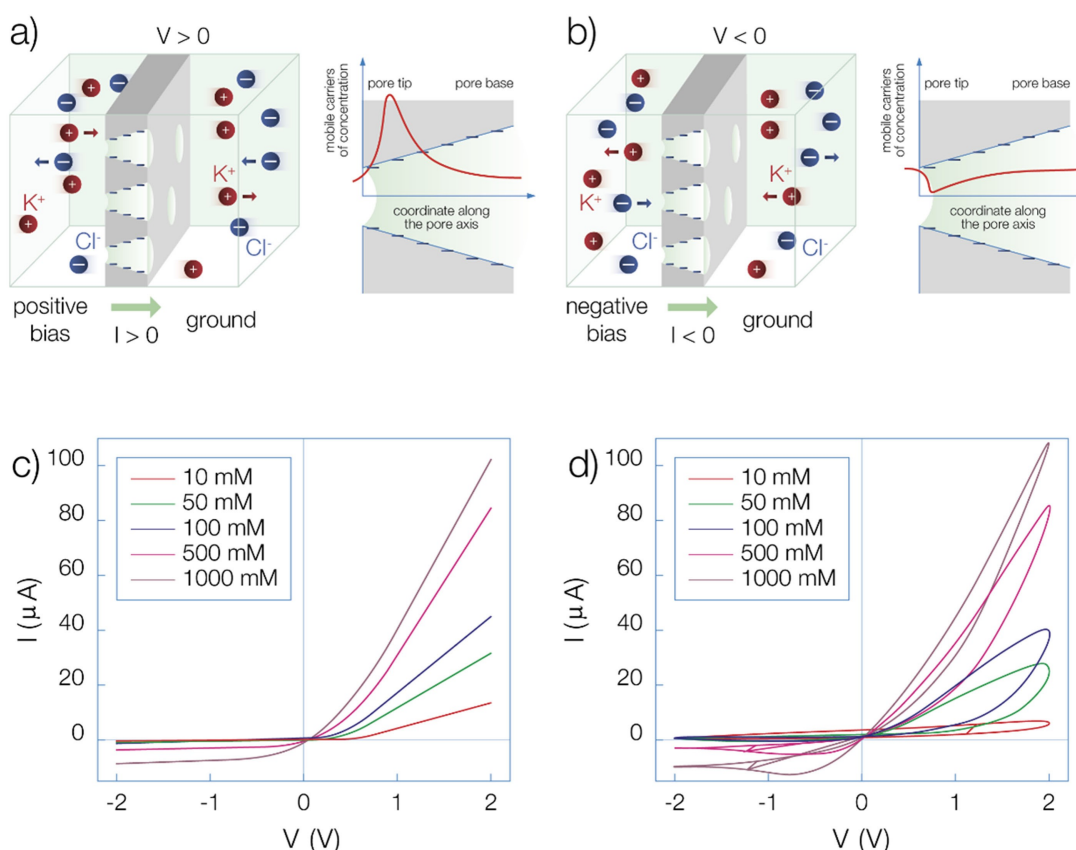 a)
V > 0
K⁺
Cl⁻
K⁺
Cl⁻
positive
bias
I > 0
ground
mobile carriers
of concentration
pore tip
pore base
coordinate along
the pore axis
b)
V < 0
K⁺
Cl⁻
K⁺
Cl⁻
negative
bias
I < 0
ground
mobile carriers
of concentration
pore tip
pore base
coordinate along
the pore axis
c)
10 mM
50 mM
100 mM
500 mM
1000 mM
I (μA)
100
80
60
40
20
0
-2
-1
0
1
2
V (V)
d)
10 mM
50 mM
100 mM
500 mM
1000 mM
I (μA)
100
80
60
40
20
0
-2
-1
0
1
2
V (V)